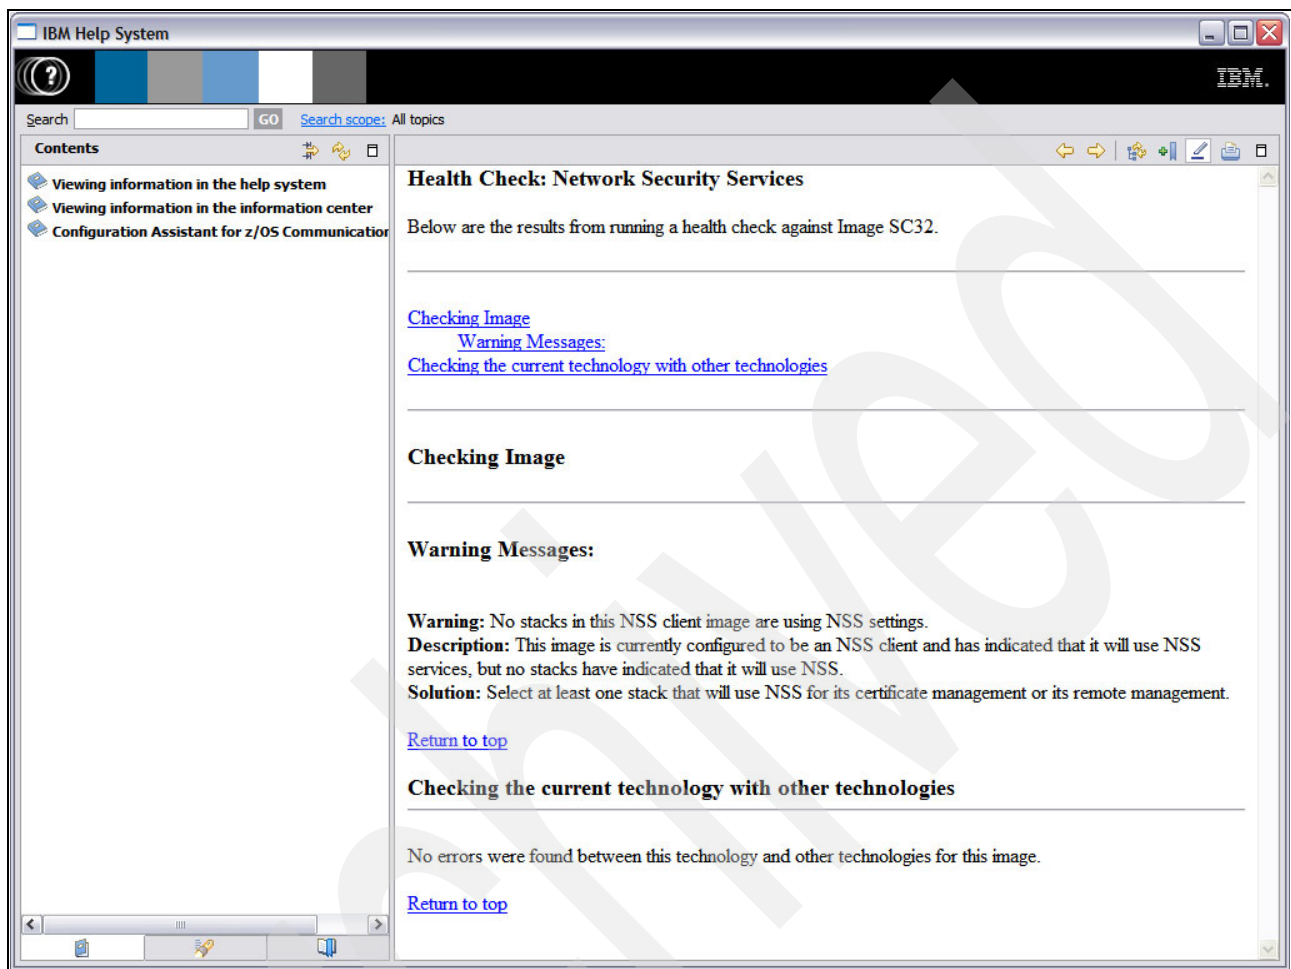 IBM Help System
IBM.
Search
GO
Search scope: All topics
Contents
Viewing information in the help system
Viewing information in the information center
Configuration Assistant for z/OS Communication
Health Check: Network Security Services
Below are the results from running a health check against Image SC32.
Checking Image
Warning Messages:
Checking the current technology with other technologies
Checking Image
Warning Messages:
Warning: No stacks in this NSS client image are using NSS settings.
Description: This image is currently configured to be an NSS client and has indicated that it will use NSS
services, but no stacks have indicated that it will use NSS.
Solution: Select at least one stack that will use NSS for its certificate management or its remote management.
Return to top
Checking the current technology with other technologies
No errors were found between this technology and other technologies for this image.
Return to top
hived